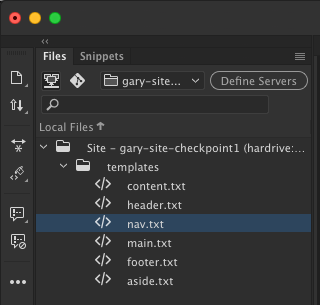 Files Snippets
gary-site... Define Servers
Local Files
Site – gary-site-checkpoint1 (hardrive:...
templates
content.txt
header.txt
nav.txt
main.txt
footer.txt
aside.txt